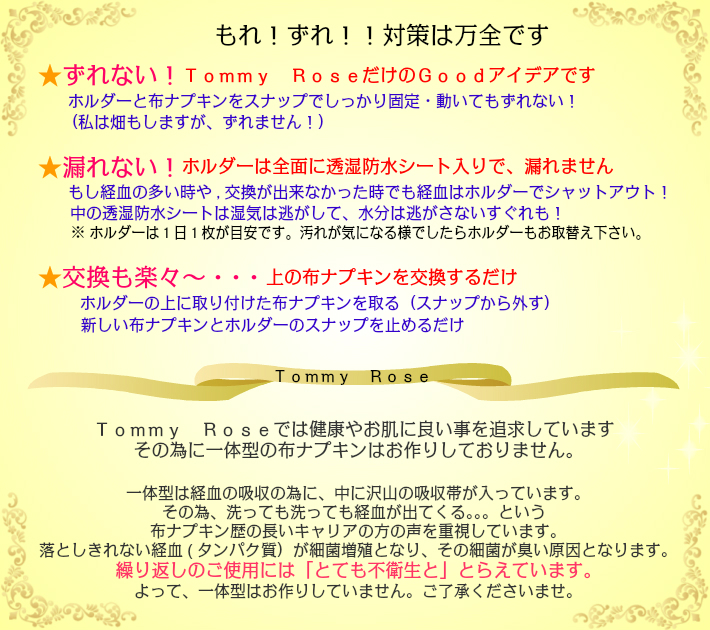 もれ！ずれ！！対策は万全です
★ずれない！Ｔｏｍｍｙ　ＲｏｓｅだけのＧｏｏｄアイデアです
ホルダーと布ナプキンをスナップでしっかり固定・動いてもずれない！
（私は畑もしますが、ずれません！）
★漏れない！ホルダーは全面に透湿防水シート入りで、漏れません
もし経血の多い時や，交換が出来なかった時でも経血はホルダーでシャットアウト！
中の透湿防水シートは湿気は逃がして、水分は逃がさないすぐれも！
※ ホルダーは１日１枚が目安です。汚れが気になる様でしたらホルダーもお取替え下さい。
★交換も楽々～・・・上の布ナプキンを交換するだけ
ホルダーの上に取り付けた布ナプキンを取る（スナップから外す）
新しい布ナプキンとホルダーのスナップを止めるだけ
Ｔｏｍｍｙ　Ｒｏｓｅ
Ｔｏｍｍｙ　Ｒｏｓｅでは健康やお肌に良い事を追求しています
その為に一体型の布ナプキンはお作りしておりません。
一体型は経血の吸収の為に、中に沢山の吸収帯が入っています。
その為、洗っても洗っても経血が出てくる。。。という
布ナプキン歴の長いキャリアの方の声を重視しています。
落としきれない経血(タンパク質）が細菌増殖となり、その細菌が臭い原因となります。
繰り返しのご使用には「とても不衛生と」とらえています。
よって、一体型はお作りしていません。ご了承くださいませ。